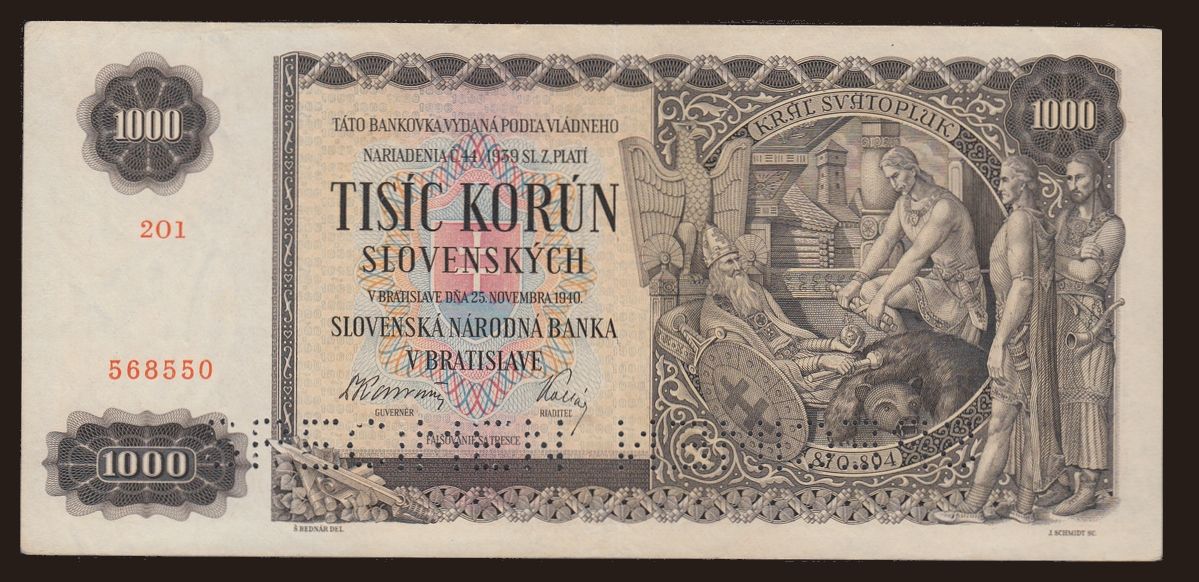 1000
201
568550
1000
TÁTO BANKOVKA VYDANÁ PODĽA VLÁDNEHO
NARIADENIA Č. 44/1939 SL. Z. PLATÍ
TISÍC KORÚN
SLOVENSKÝCH
V BRATISLAVE DŇA 25. NOVEMBRA 1940.
SLOVENSKÁ NÁRODNÁ BANKA
V BRATISLAVE
GUVERNÉR
RIADITEĽ
SPECIMEN
FALŠOVANIE SA TRESCE
KRÁĽ SVÄTOPLUK
1000
870-894
Š. BEDNÁR DEL.
J. SCHMIDT SC.